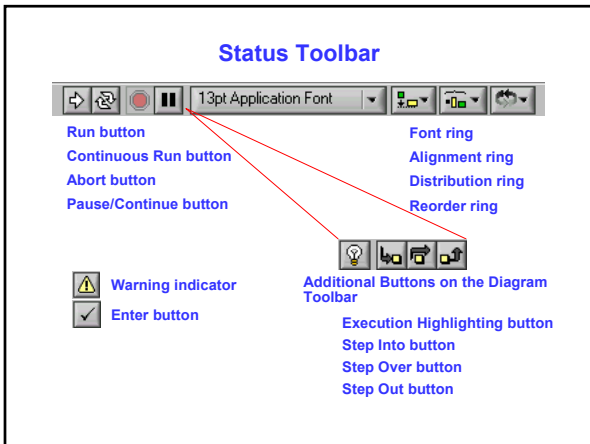 Status Toolbar
13pt Application Font
Run button
Continuous Run button
Abort button
Pause/Continue button
Font ring
Alignment ring
Distribution ring
Reorder ring
Warning indicator
Enter button
Additional Buttons on the Diagram
Toolbar
Execution Highlighting button
Step Into button
Step Over button
Step Out button